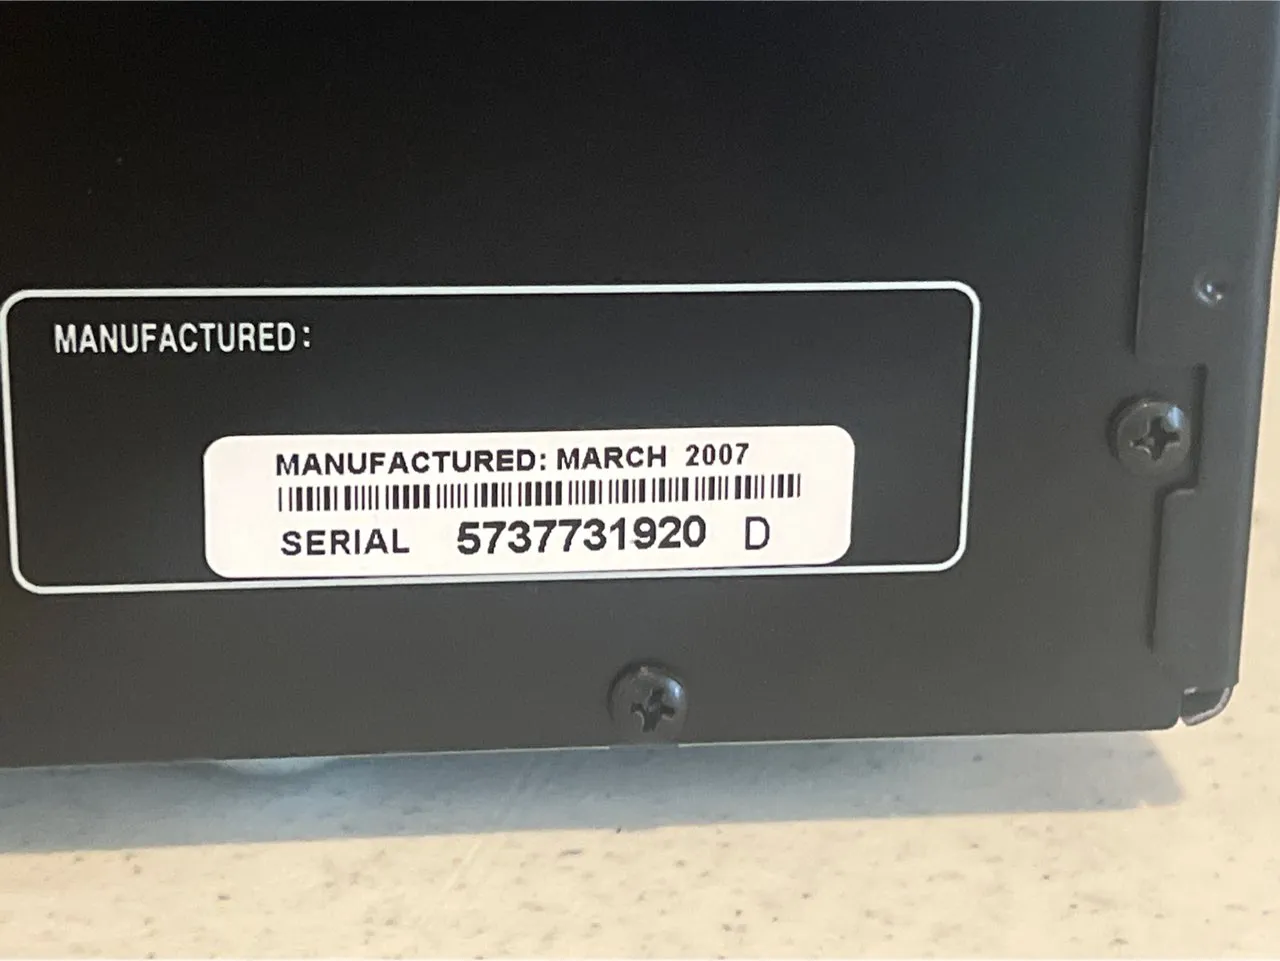 MANUFACTURED:
MANUFACTURED: MARCH 2007
SERIAL 5737731920 D